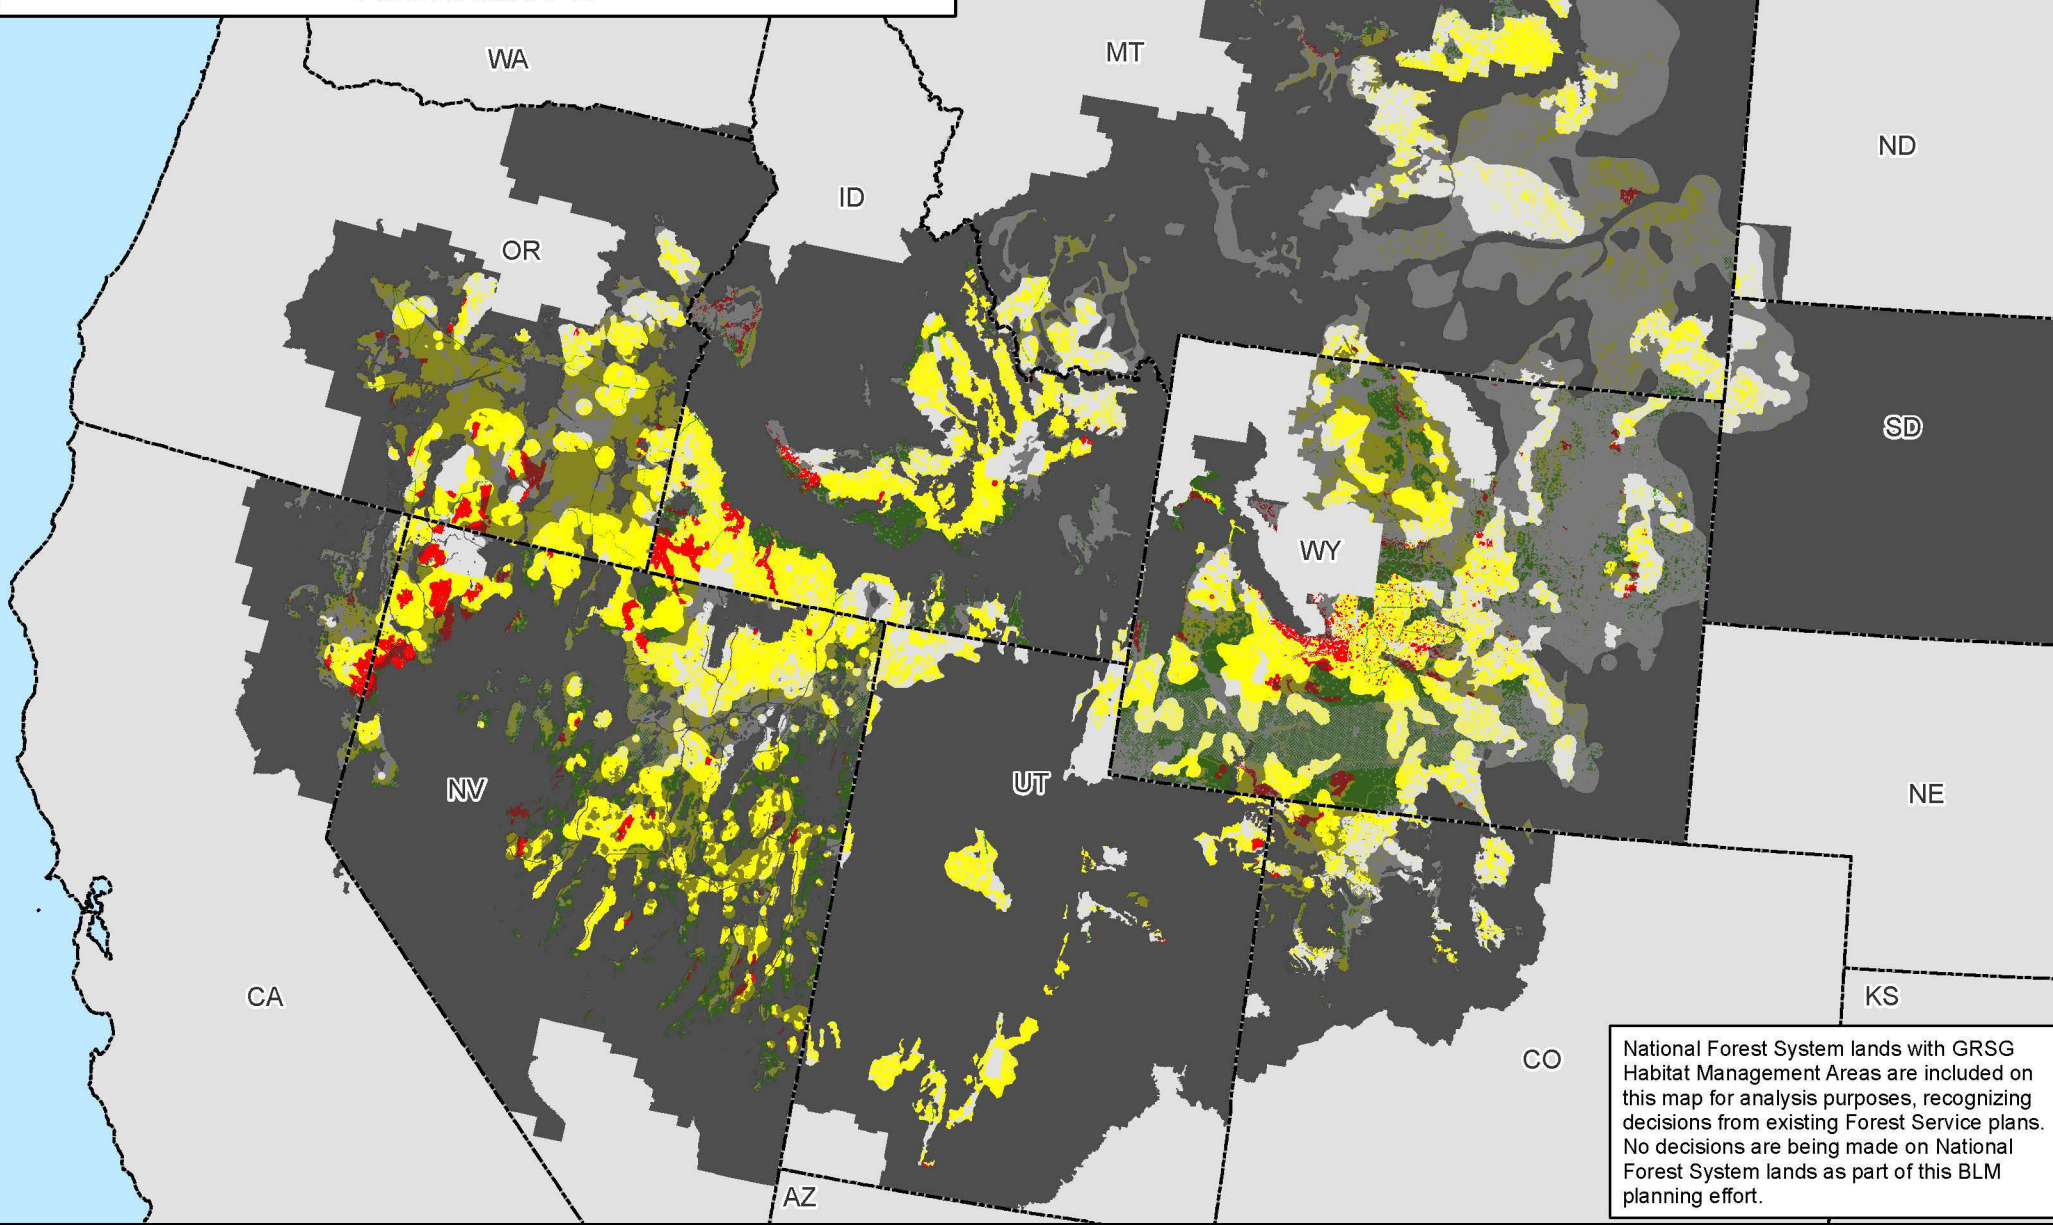 WA
MT
ND
ID
OR
SD
WY
UT
NV
NE
CA
KS
CO
AZ
National Forest System lands with GRSG
Habitat Management Areas are included on
this map for analysis purposes, recognizing
decisions from existing Forest Service plans.
No decisions are being made on National
Forest System lands as part of this BLM
planning effort.